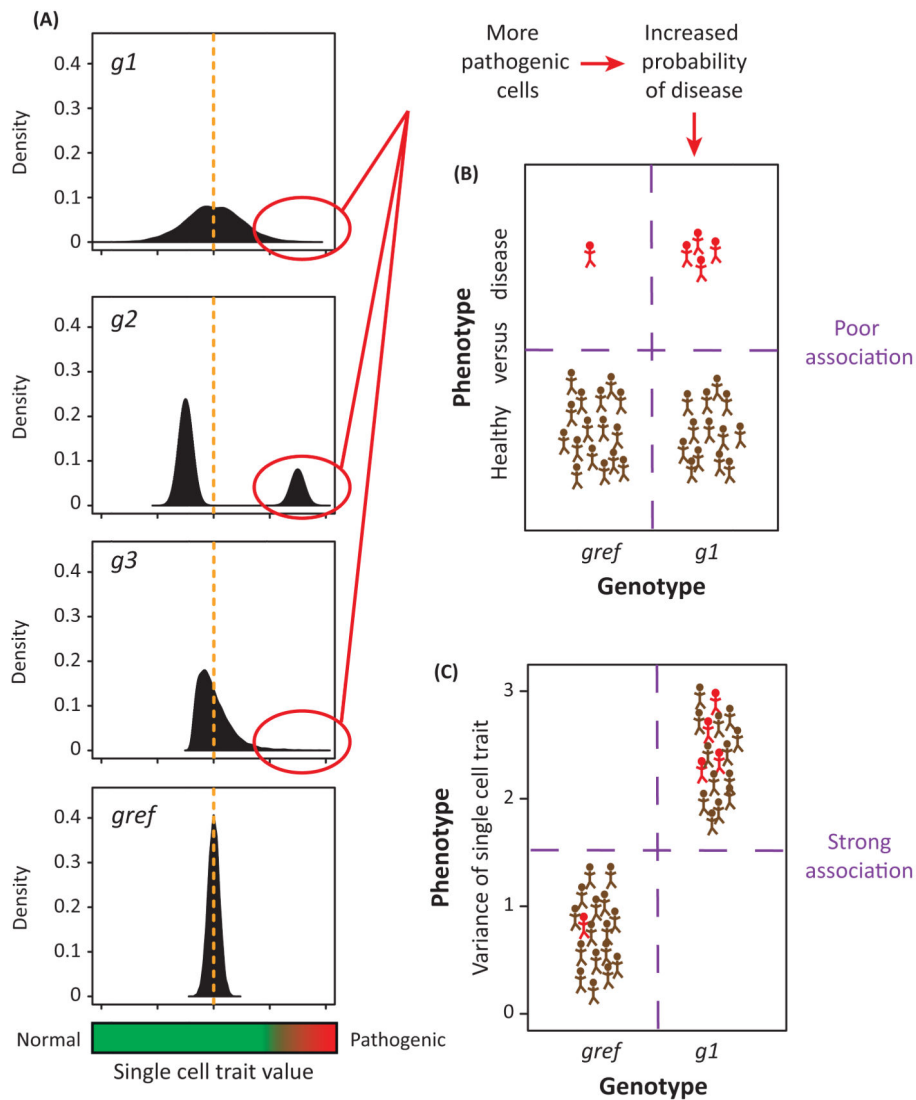 (A)
g1
Density
0.4
0.3
0.2
0.1
0
g2
Density
0.4
0.3
0.2
0.1
0
g3
Density
0.4
0.3
0.2
0.1
0
gref
Density
0.4
0.3
0.2
0.1
0
Normal
Pathogenic
Single cell trait value
More
pathogenic
cells
Increased
probability
of disease
(B)
Phenotype
Healthy versus disease
gref
g1
Genotype
Poor
association
(C)
Phenotype
Variance of single cell trait
3
2
1
0
gref
g1
Genotype
Strong
association